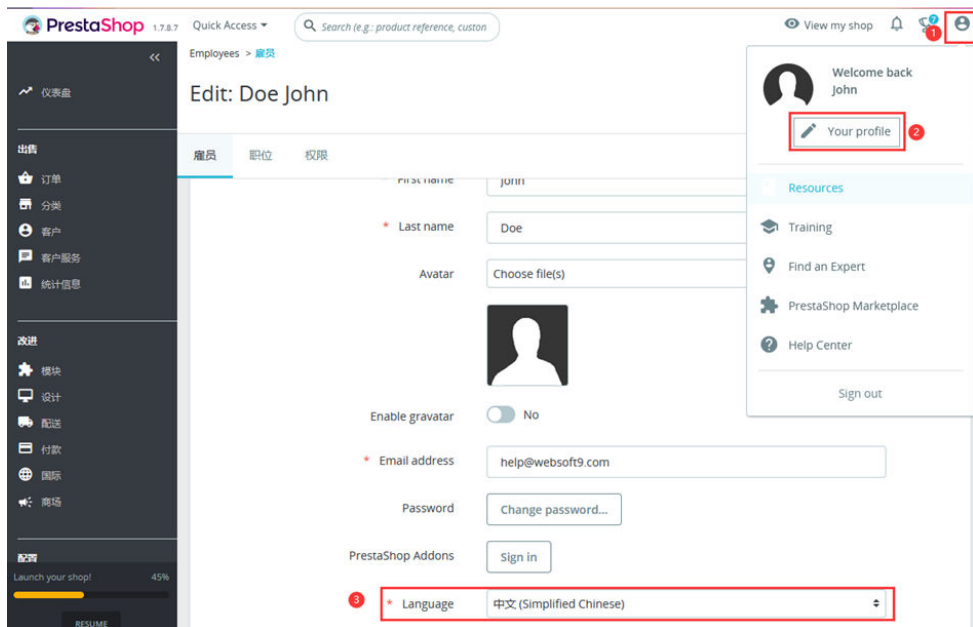 PrestaShop 1.7.8.7 Quick Access Search (e.g.: product reference, custon View my shop 7
1
Employees > 雇员
Edit: Doe John
Welcome back
John
Your profile 2
Resources
Training
Find an Expert
PrestaShop Marketplace
Help Center
Sign out
仪表盘
出售
订单
分类
客户
客户服务
统计信息
改进
模块
设计
配送
付款
国际
商场
配置
Launch your shop! 45%
RESUME
雇员 职位 权限
* First name John
* Last name Doe
Avatar Choose file(s)
Enable gravatar No
* Email address help@websoft9.com
Password Change password...
PrestaShop Addons Sign in
3 * Language 中文 (Simplified Chinese)